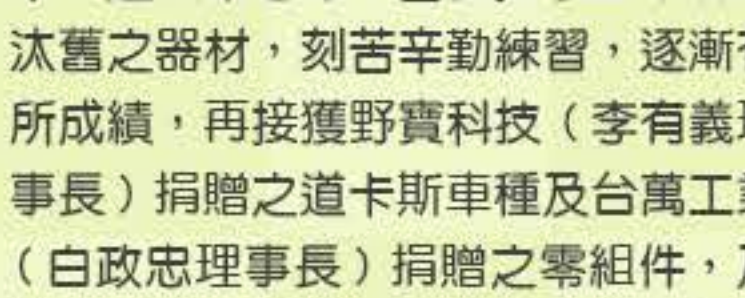 汰舊之器材，刻苦辛勤練習，逐漸
所成績，再接獲野寶科技（李有義
事長）捐贈之道卡斯車種及台萬工
（白政忠理事長）捐贈之零組件，